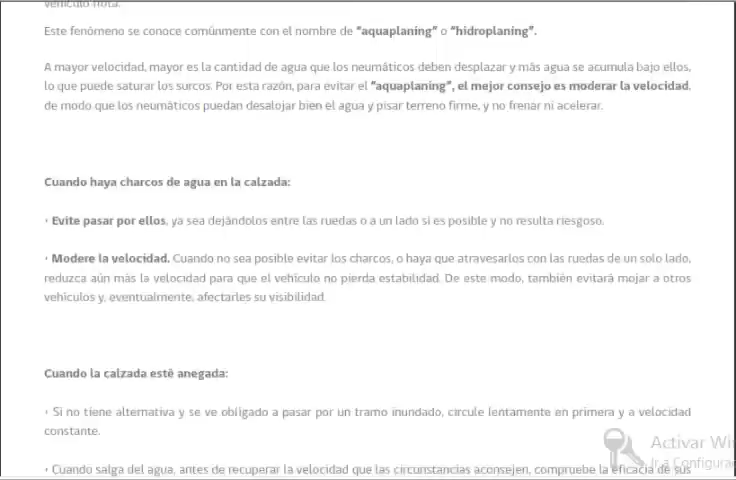 vehículo flota.
Este fenómeno se conoce comúnmente con el nombre de "aquaplaning" o "hidroplaning".
A mayor velocidad, mayor es la cantidad de agua que los neumáticos deben desplazar y más agua se acumula bajo ellos,
lo que puede saturar los surcos. Por esta razón, para evitar el "aquaplaning", el mejor consejo es moderar la velocidad,
de modo que los neumáticos puedan desalojar bien el agua y pisar terreno firme, y no frenar ni acelerar.
Cuando haya charcos de agua en la calzada:
• Evite pasar por ellos, ya sea dejándolos entre las ruedas o a un lado si es posible y no resulta riesgoso.
• Modere la velocidad. Cuando no sea posible evitar los charcos, o haya que atravesarlos con las ruedas de un solo lado,
reduzca aún más la velocidad para que el vehículo no pierda estabilidad. De este modo, también evitará mojar a otros
vehículos y, eventualmente, afectarles su visibilidad.
Cuando la calzada esté anegada:
• Si no tiene alternativa y se ve obligado a pasar por un tramo inundado, circule lentamente en primera y a velocidad
constante.
Activar Wi
Ir a Configura
• Cuando salga del agua, antes de recuperar la velocidad que las circunstancias aconsejen, compruebe la eficacia de sus